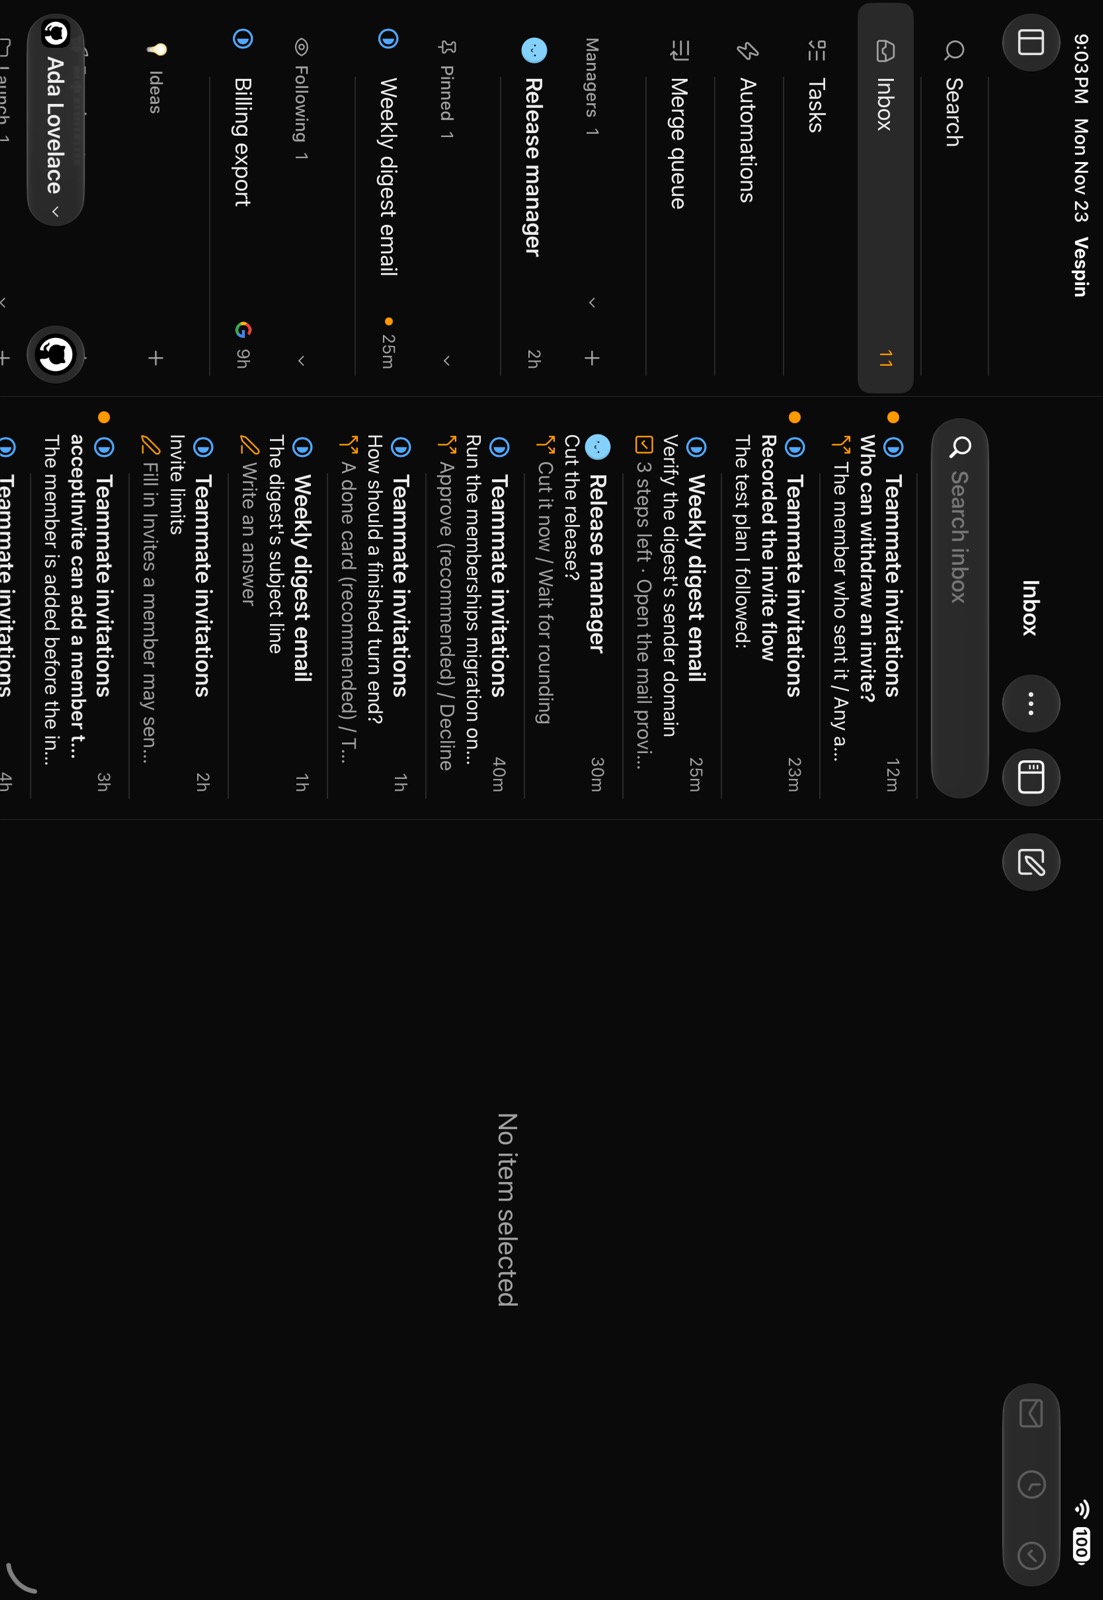 9:03 PM Mon Nov 23 Vespin
100
Search
Inbox 11
Tasks
Automations
Merge queue
Managers 1
Release manager 2h
Pinned 1
Weekly digest email 25m
Following 1
Billing export 9h
Ideas
Ada Lovelace
Launch 1
Inbox
Search inbox
Teammate invitations 12m
Who can withdraw an invite?
The member who sent it / Any a...
Teammate invitations 23m
Recorded the invite flow
The test plan I followed:
Weekly digest email 25m
Verify the digest's sender domain
3 steps left · Open the mail provi...
Release manager 30m
Cut the release?
Cut it now / Wait for rounding
Teammate invitations 40m
Run the memberships migration on...
Approve (recommended) / Decline
Teammate invitations 1h
How should a finished turn end?
A done card (recommended) / T...
Weekly digest email 1h
The digest's subject line
Write an answer
Teammate invitations 2h
Invite limits
Fill in Invites a member may sen...
Teammate invitations 3h
acceptInvite can add a member t...
The member is added before the in...
Teammate invitations 4h
No item selected